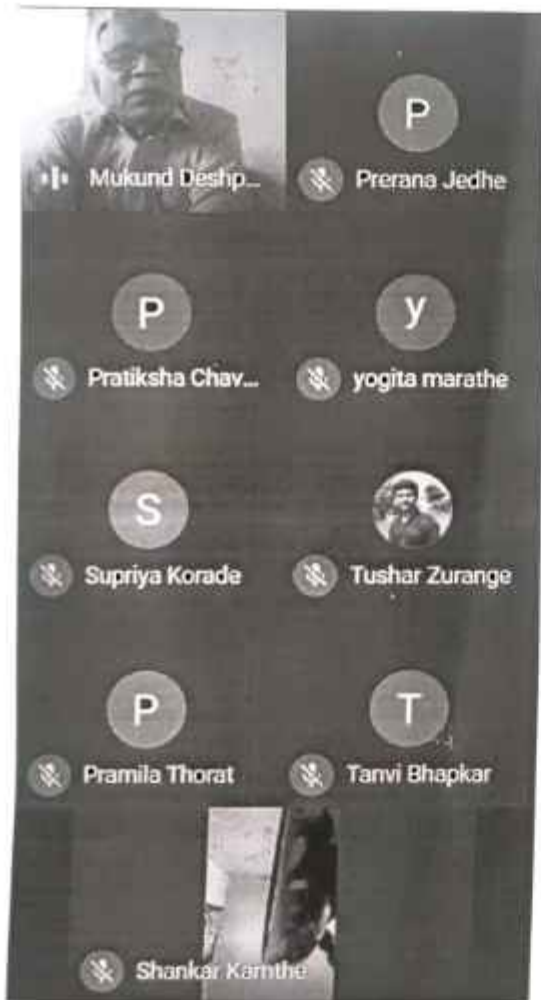 P
Mukund Deshp... Prerana Jedhe
P y
Pratiksha Chav... yogita marathe
S
Supriya Korade Tushar Zurange
P T
Pramila Thorat Tanvi Bhapkar
Shankar Kamthe